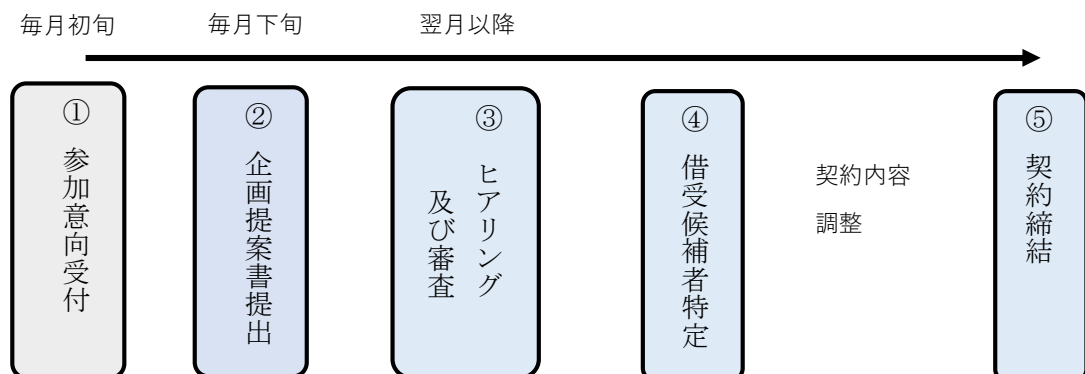 毎月初旬
毎月下旬
翌月以降
① 参加意向受付
② 企画提案書提出
③ ヒアリング
及び審査
④ 借受候補者特定
契約内容
調整
⑤ 契約締結